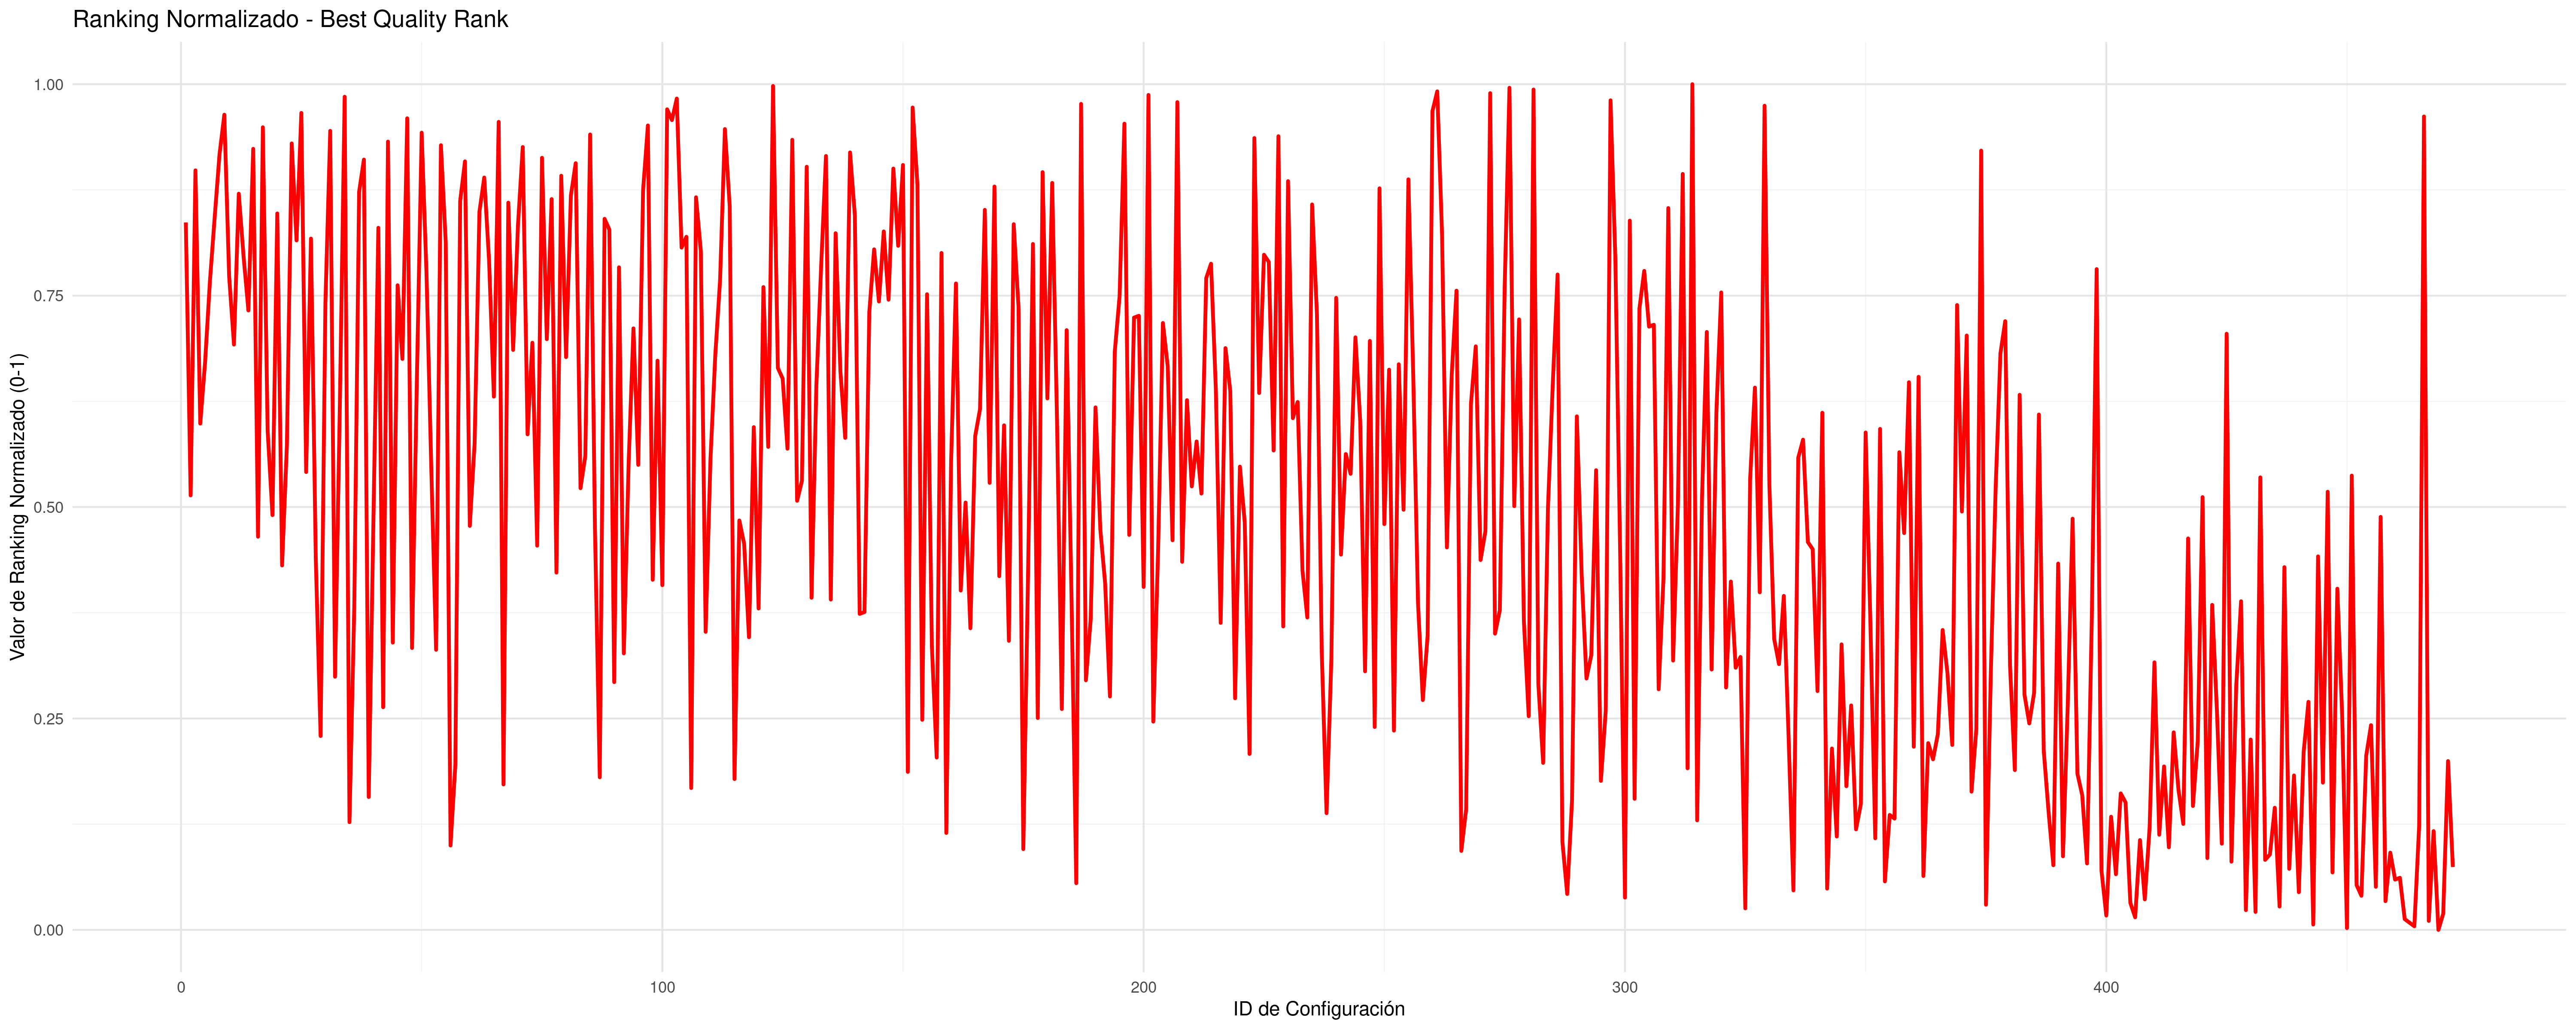 Ranking Normalizado - Best Quality Rank
Valor de Ranking Normalizado (0-1)
1.00
0.75
0.50
0.25
0.00
0 100 200 300 400
ID de Configuración